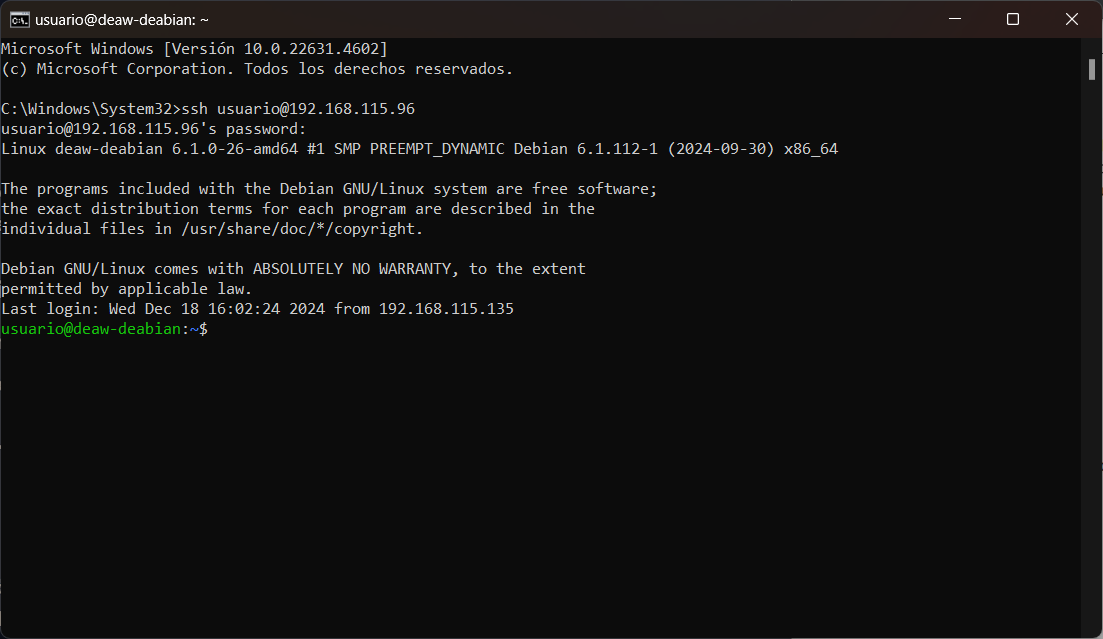 usuario@deaw-deabian: ~
Microsoft Windows [Versión 10.0.22631.4602]
(c) Microsoft Corporation. Todos los derechos reservados.
C:\Windows\System32>ssh usuario@192.168.115.96
usuario@192.168.115.96's password:
Linux deaw-deabian 6.1.0-26-amd64 #1 SMP PREEMPT_DYNAMIC Debian 6.1.112-1 (2024-09-30) x86_64
The programs included with the Debian GNU/Linux system are free software;
the exact distribution terms for each program are described in the
individual files in /usr/share/doc/*/copyright.
Debian GNU/Linux comes with ABSOLUTELY NO WARRANTY, to the extent
permitted by applicable law.
Last login: Wed Dec 18 16:02:24 2024 from 192.168.115.135
usuario@deaw-deabian:~$